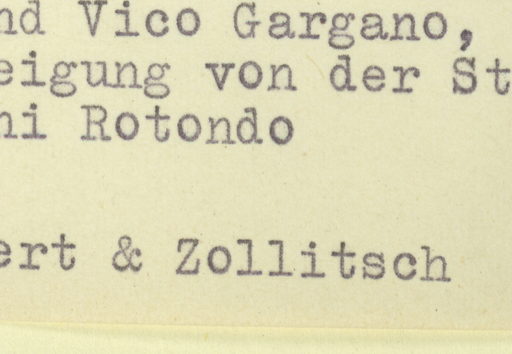 nd Vico Gargano,
eigung von der St
ni Rotondo
ert & Zollitsch